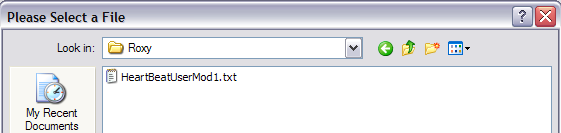 Please Select a File
Look in: Roxy
HeartBeatUserMod1.txt
My Recent
Documents